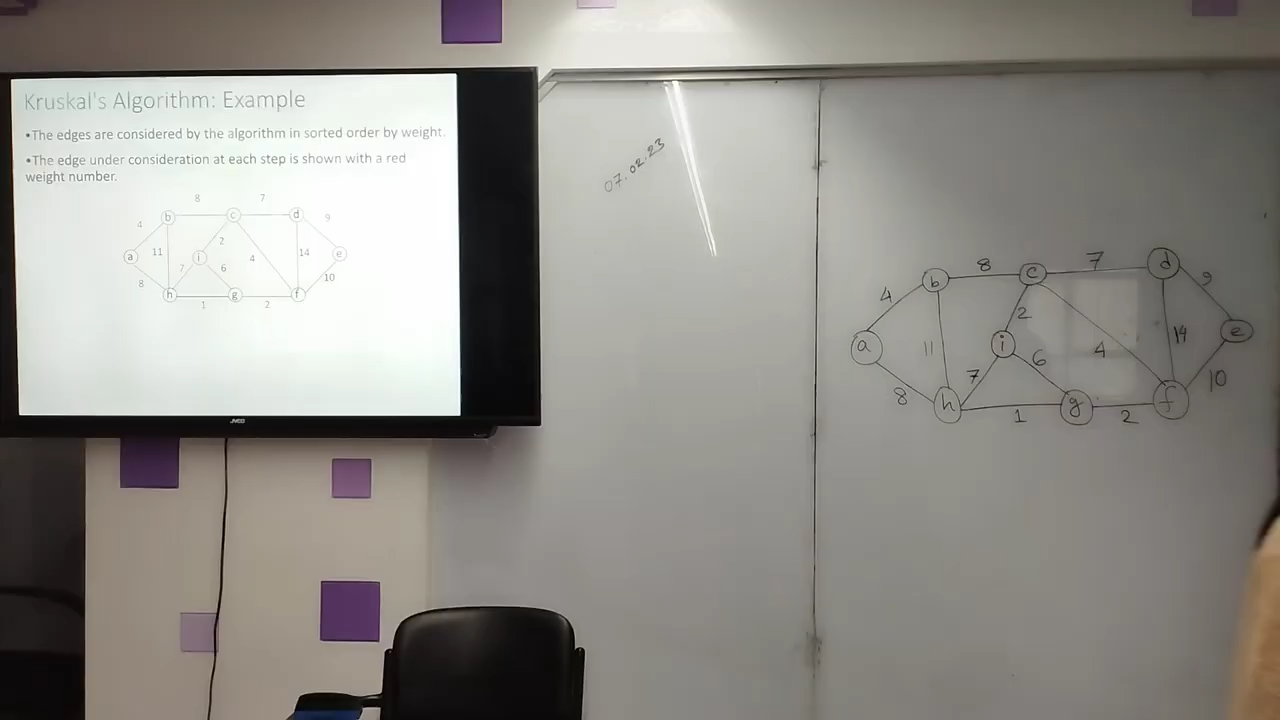 Kruskal's Algorithm: Example
•The edges are considered by the algorithm in sorted order by weight.
•The edge under consideration at each step is shown with a red
weight number.
8 7
b c d
4 9
2
11 4 14
a i e
7 6
8 10
h g f
1 2
JVCO
07.02.23
8 7
b c d
4 9
2
a 11 i 6 4 14 e
7
8 10
h g f
1 2